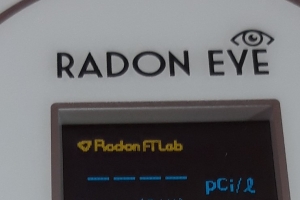 RADON EYE
Radon FTLab
---- pCi/ℓ